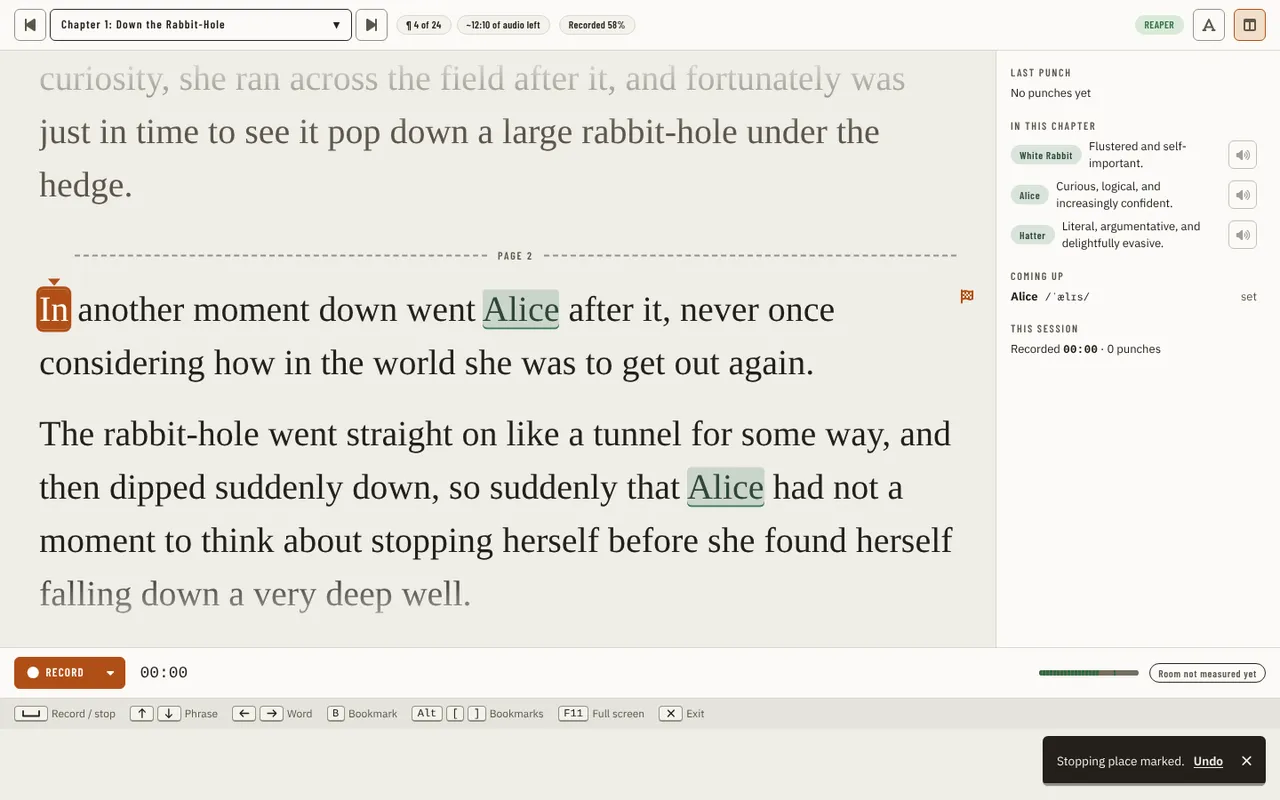 Chapter 1: Down the Rabbit-Hole
¶ 4 of 24
~12:10 of audio left
Recorded 58%
REAPER
A
curiosity, she ran across the field after it, and fortunately was
just in time to see it pop down a large rabbit-hole under the
hedge.
PAGE 2
In another moment down went Alice after it, never once
considering how in the world she was to get out again.
The rabbit-hole went straight on like a tunnel for some way, and
then dipped suddenly down, so suddenly that Alice had not a
moment to think about stopping herself before she found herself
falling down a very deep well.
LAST PUNCH
No punches yet
IN THIS CHAPTER
White Rabbit Flustered and self-
important.
Alice Curious, logical, and
increasingly confident.
Hatter Literal, argumentative, and
delightfully evasive.
COMING UP
Alice /ˈælɪs/ set
THIS SESSION
Recorded 00:00 · 0 punches
RECORD
00:00
Room not measured yet
Record / stop
↑ ↓ Phrase
← → Word
B Bookmark
Alt [ ] Bookmarks
F11 Full screen
✕ Exit
Stopping place marked. Undo ✕